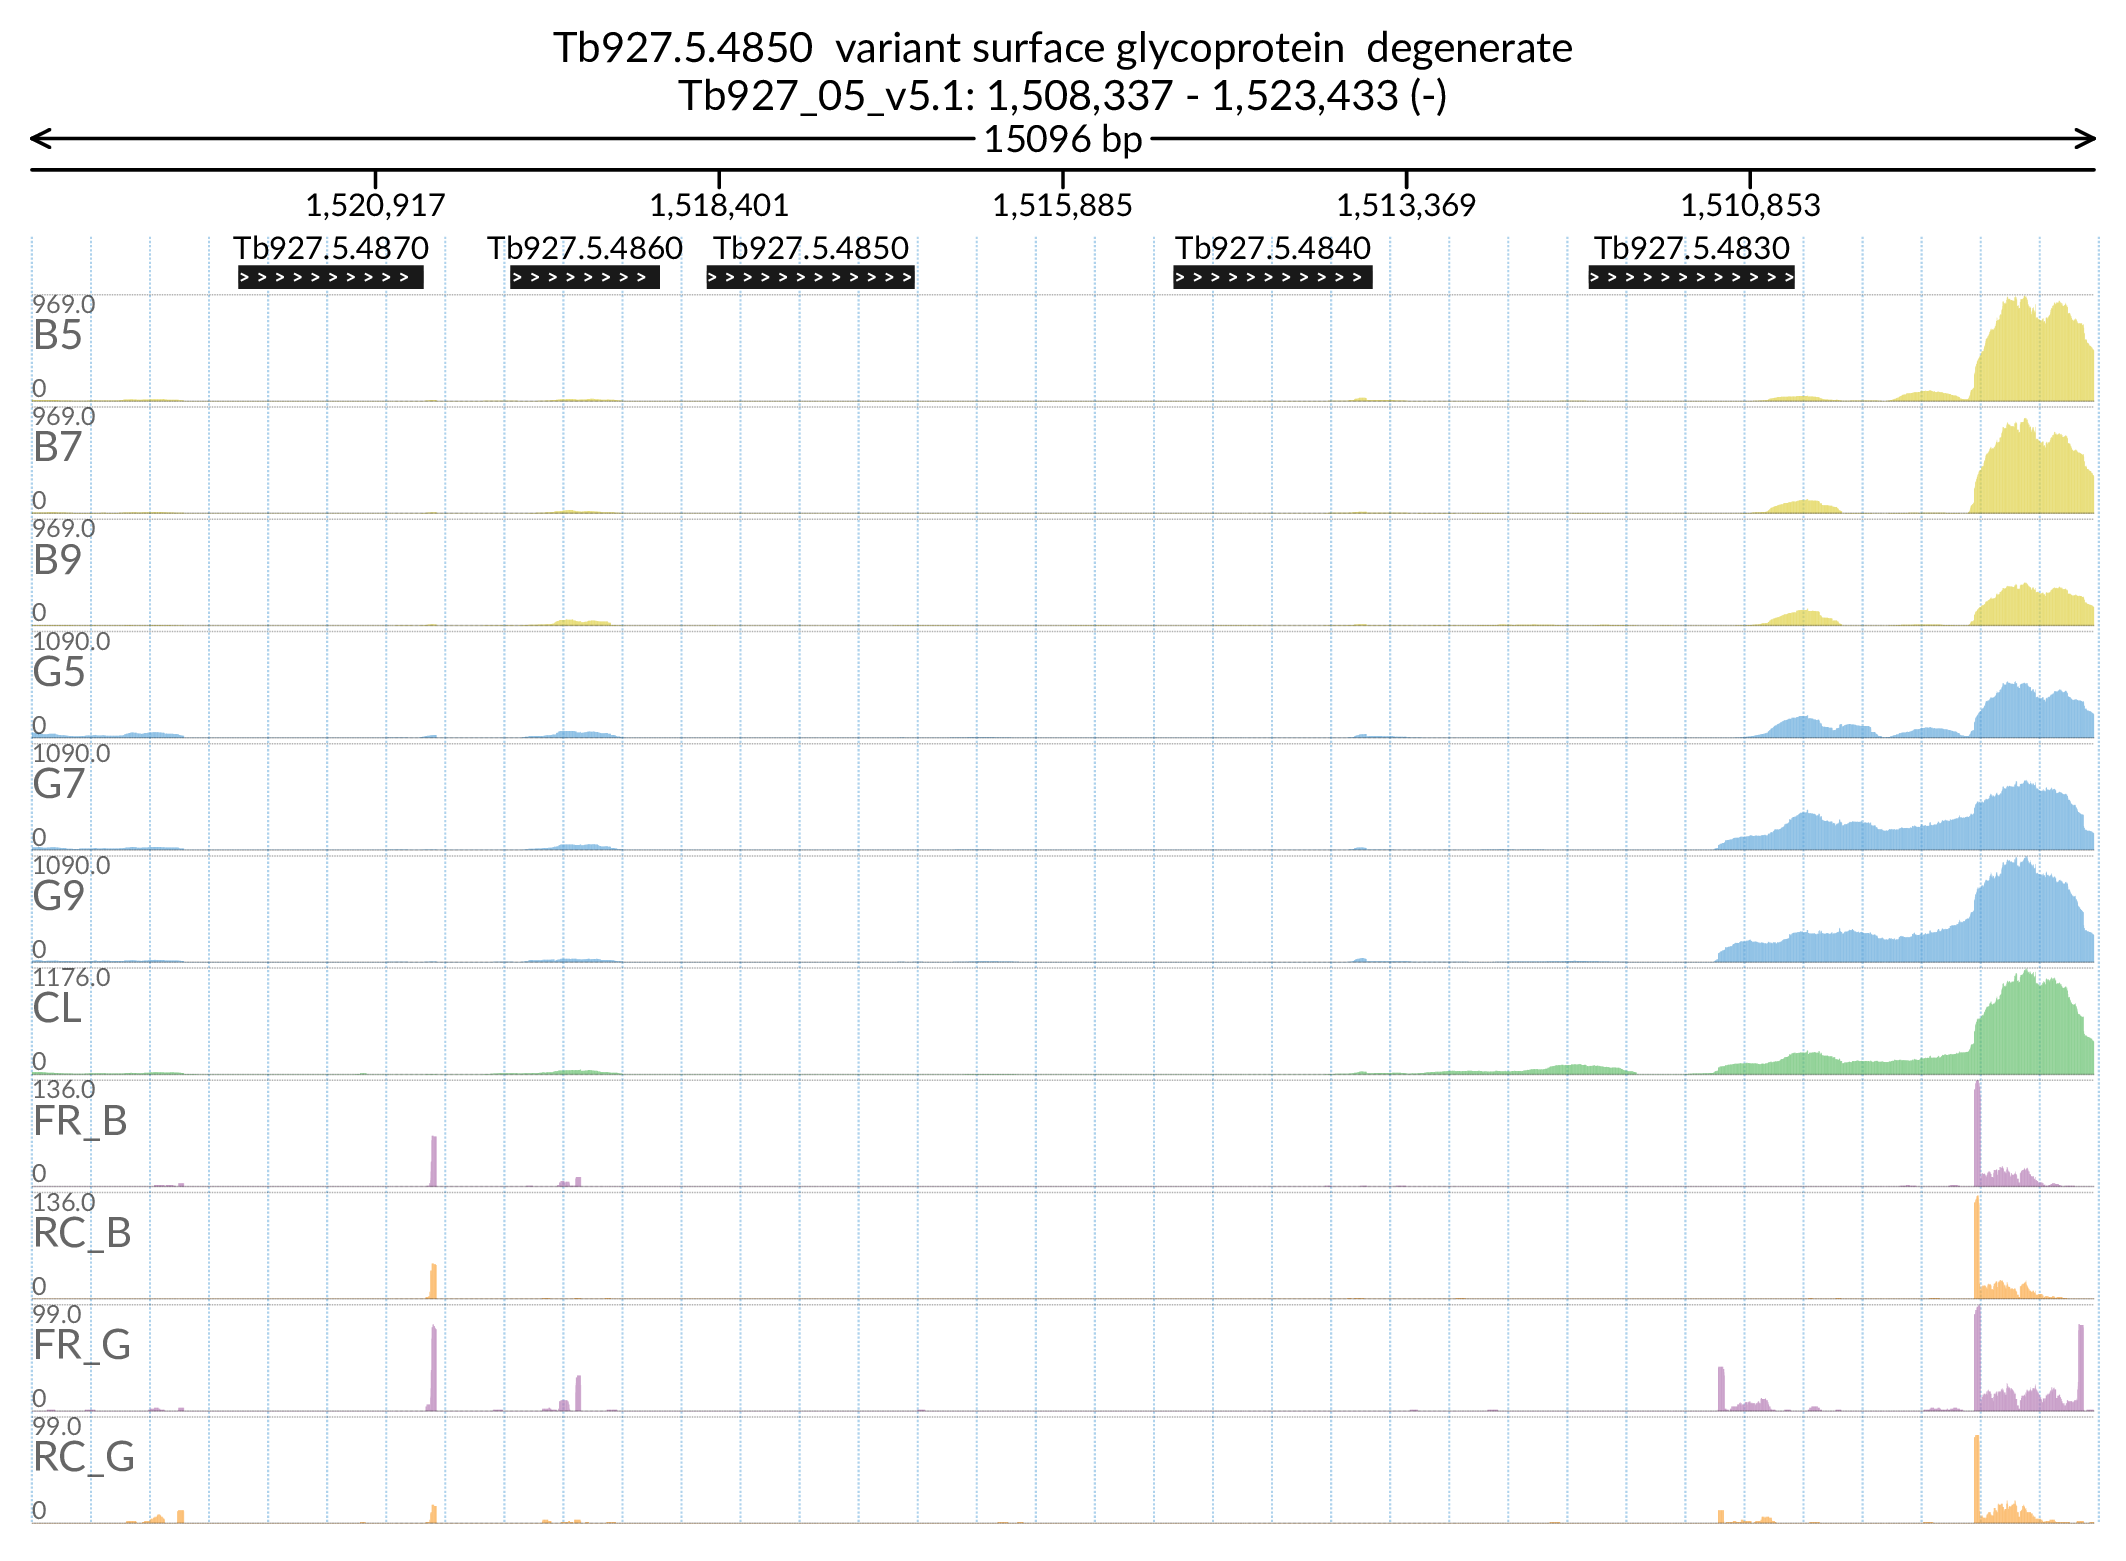 Tb927.5.4850  variant surface glycoprotein  degenerate
Tb927_05_v5.1: 1,508,337 - 1,523,433 (-)
15096 bp
1,520,917 1,518,401 1,515,885 1,513,369 1,510,853
Tb927.5.4870 Tb927.5.4860 Tb927.5.4850 Tb927.5.4840 Tb927.5.4830
969.0
B5
0
969.0
B7
0
969.0
B9
0
1090.0
G5
0
1090.0
G7
0
1090.0
G9
0
1176.0
CL
0
136.0
FR_B
0
136.0
RC_B
0
99.0
FR_G
0
99.0
RC_G
0